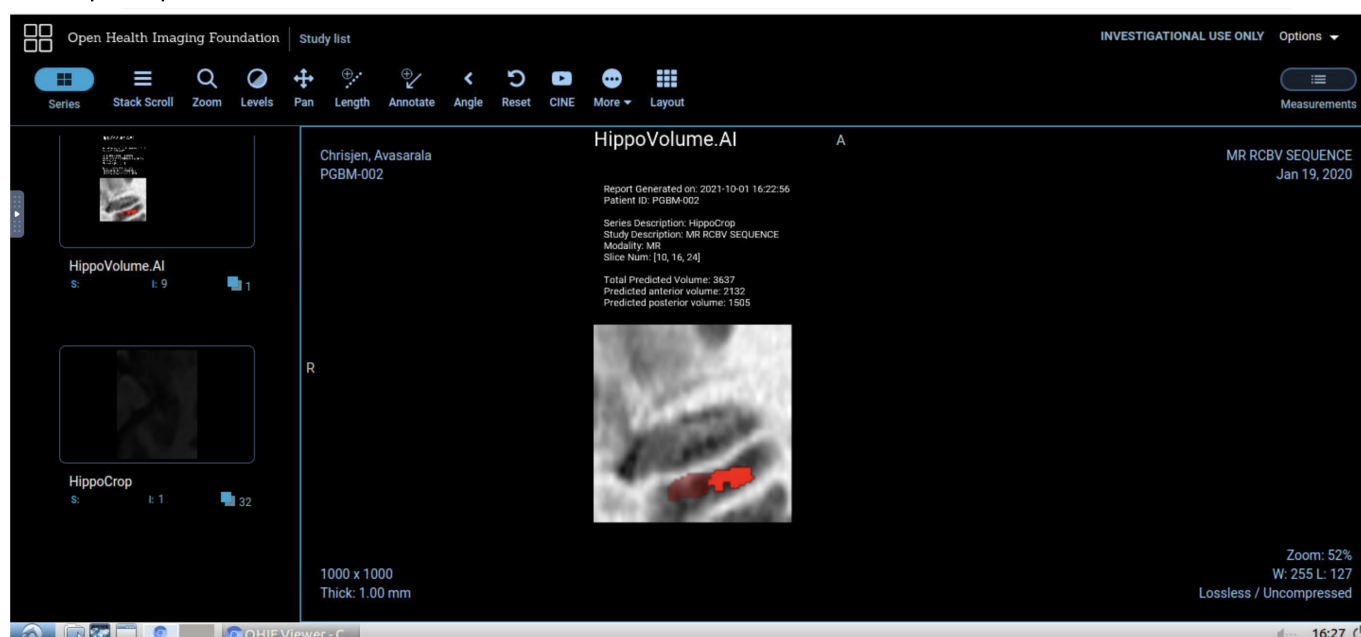 Open Health Imaging Foundation Study list INVESTIGATIONAL USE ONLY Options
Series Stack Scroll Zoom Levels Pan Length Annotate Angle Reset CINE More Layout Measurements
HippoVolume.AI
S: I: 9 1
HippoCrop
S: I: 1 32
Chrisjen, Avasarala
PGBM-002
HippoVolume.AI
A
MR RCBV SEQUENCE
Jan 19, 2020
Report Generated on: 2021-10-01 16:22:56
Patient ID: PGBM-002
Series Description: HippoCrop
Study Description: MR RCBV SEQUENCE
Modality: MR
Slice Num: [10, 16, 24]
Total Predicted Volume: 3637
Predicted anterior volume: 2132
Predicted posterior volume: 1505
R
1000 x 1000
Thick: 1.00 mm
Zoom: 52%
W: 255 L: 127
Lossless / Uncompressed
OHIF Viewer - C
16:27